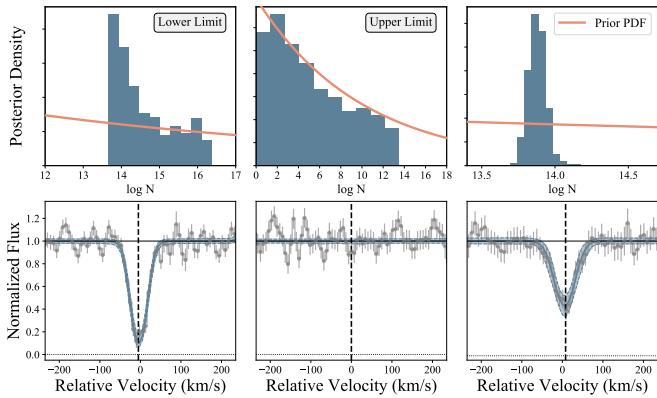 Posterior Density
Lower Limit
12 13 14 15 16 17
log N
Upper Limit
0 2 4 6 8 10 12 14 16 18
log N
Prior PDF
13.5 14.0 14.5
log N
Normalized Flux
1.2
1.0
0.8
0.6
0.4
0.2
0.0
−200 −100 0 100 200
Relative Velocity (km/s)
−200 −100 0 100 200
Relative Velocity (km/s)
−200 −100 0 100 200
Relative Velocity (km/s)